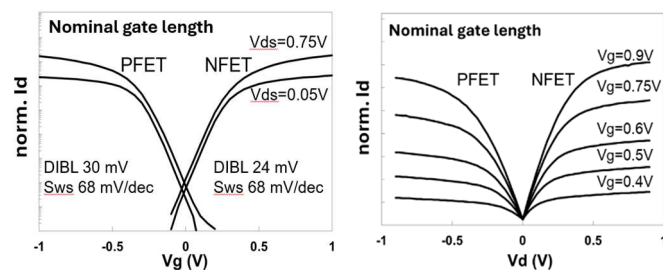 Nominal gate length
Vds=0.75V
PFET NFET
Vds=0.05V
DIBL 30 mV DIBL 24 mV
Sws 68 mV/dec Sws 68 mV/dec
norm. Id
-1 -0.5 0 0.5 1
Vg (V)
Nominal gate length
Vg=0.9V
PFET NFET
Vg=0.75V
Vg=0.6V
Vg=0.5V
Vg=0.4V
norm. Id
-1 -0.5 0 0.5
Vd (V)